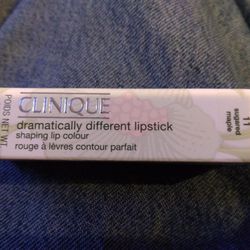 CLINIQUE
dramatically different lipstick
shaping lip colour
rouge à lèvres contour parfait
POIDS NET WT.
11
sugared
maple